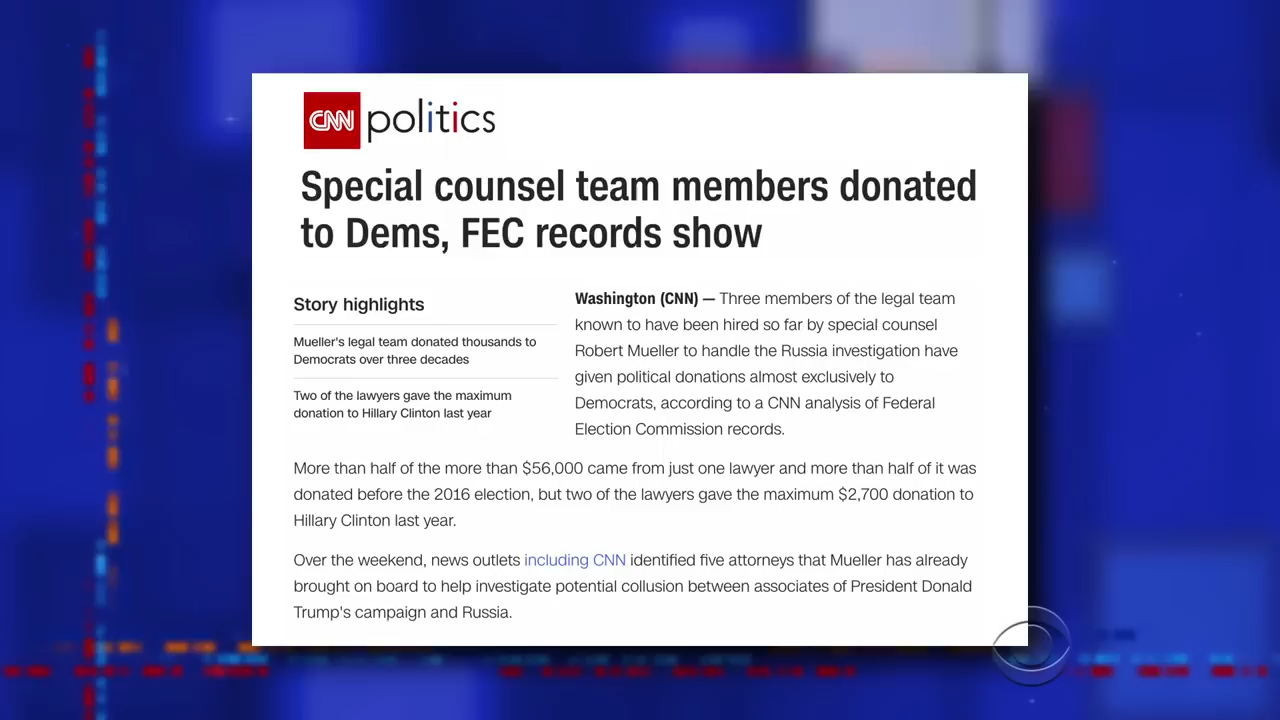 CNN politics
Special counsel team members donated
to Dems, FEC records show
Story highlights
Mueller's legal team donated thousands to
Democrats over three decades
Two of the lawyers gave the maximum
donation to Hillary Clinton last year
Washington (CNN) — Three members of the legal team
known to have been hired so far by special counsel
Robert Mueller to handle the Russia investigation have
given political donations almost exclusively to
Democrats, according to a CNN analysis of Federal
Election Commission records.
More than half of the more than $56,000 came from just one lawyer and more than half of it was
donated before the 2016 election, but two of the lawyers gave the maximum $2,700 donation to
Hillary Clinton last year.
Over the weekend, news outlets including CNN identified five attorneys that Mueller has already
brought on board to help investigate potential collusion between associates of President Donald
Trump's campaign and Russia.